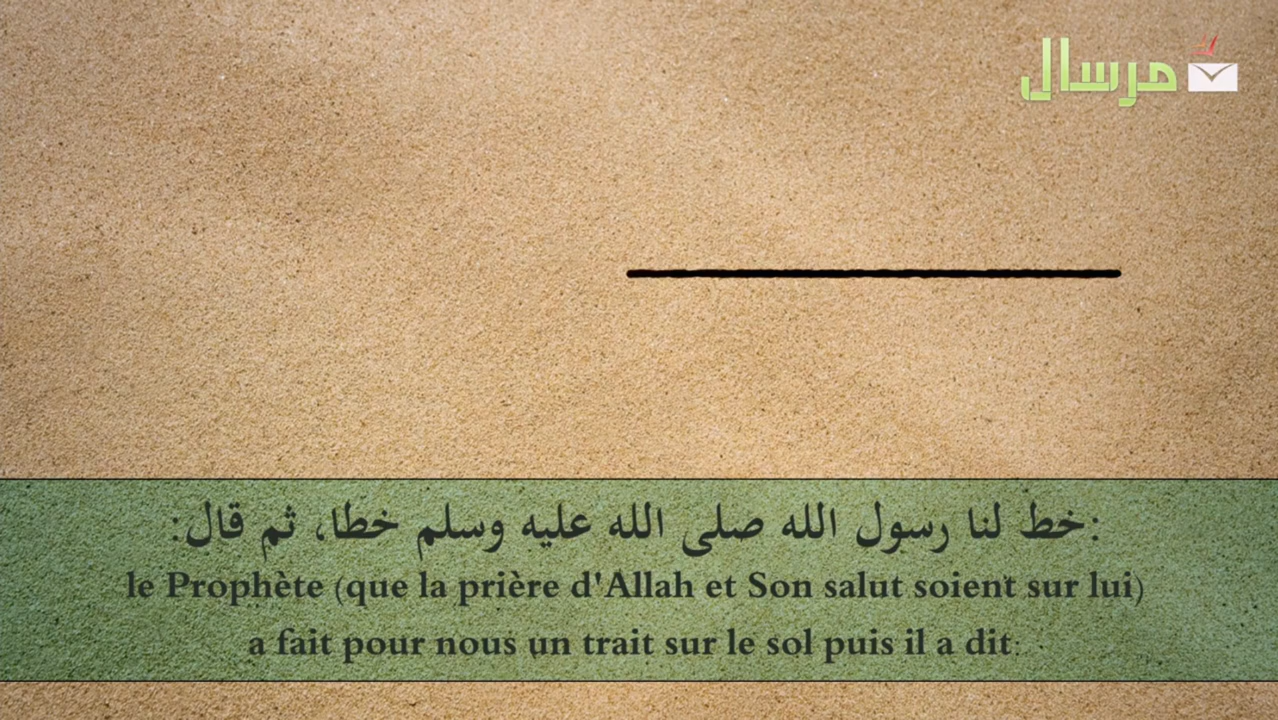 مرسال
:خط لنا رسول الله صلى الله عليه وسلم خطا، ثم قال:
le Prophète (que la prière d'Allah et Son salut soient sur lui)
a fait pour nous un trait sur le sol puis il a dit: